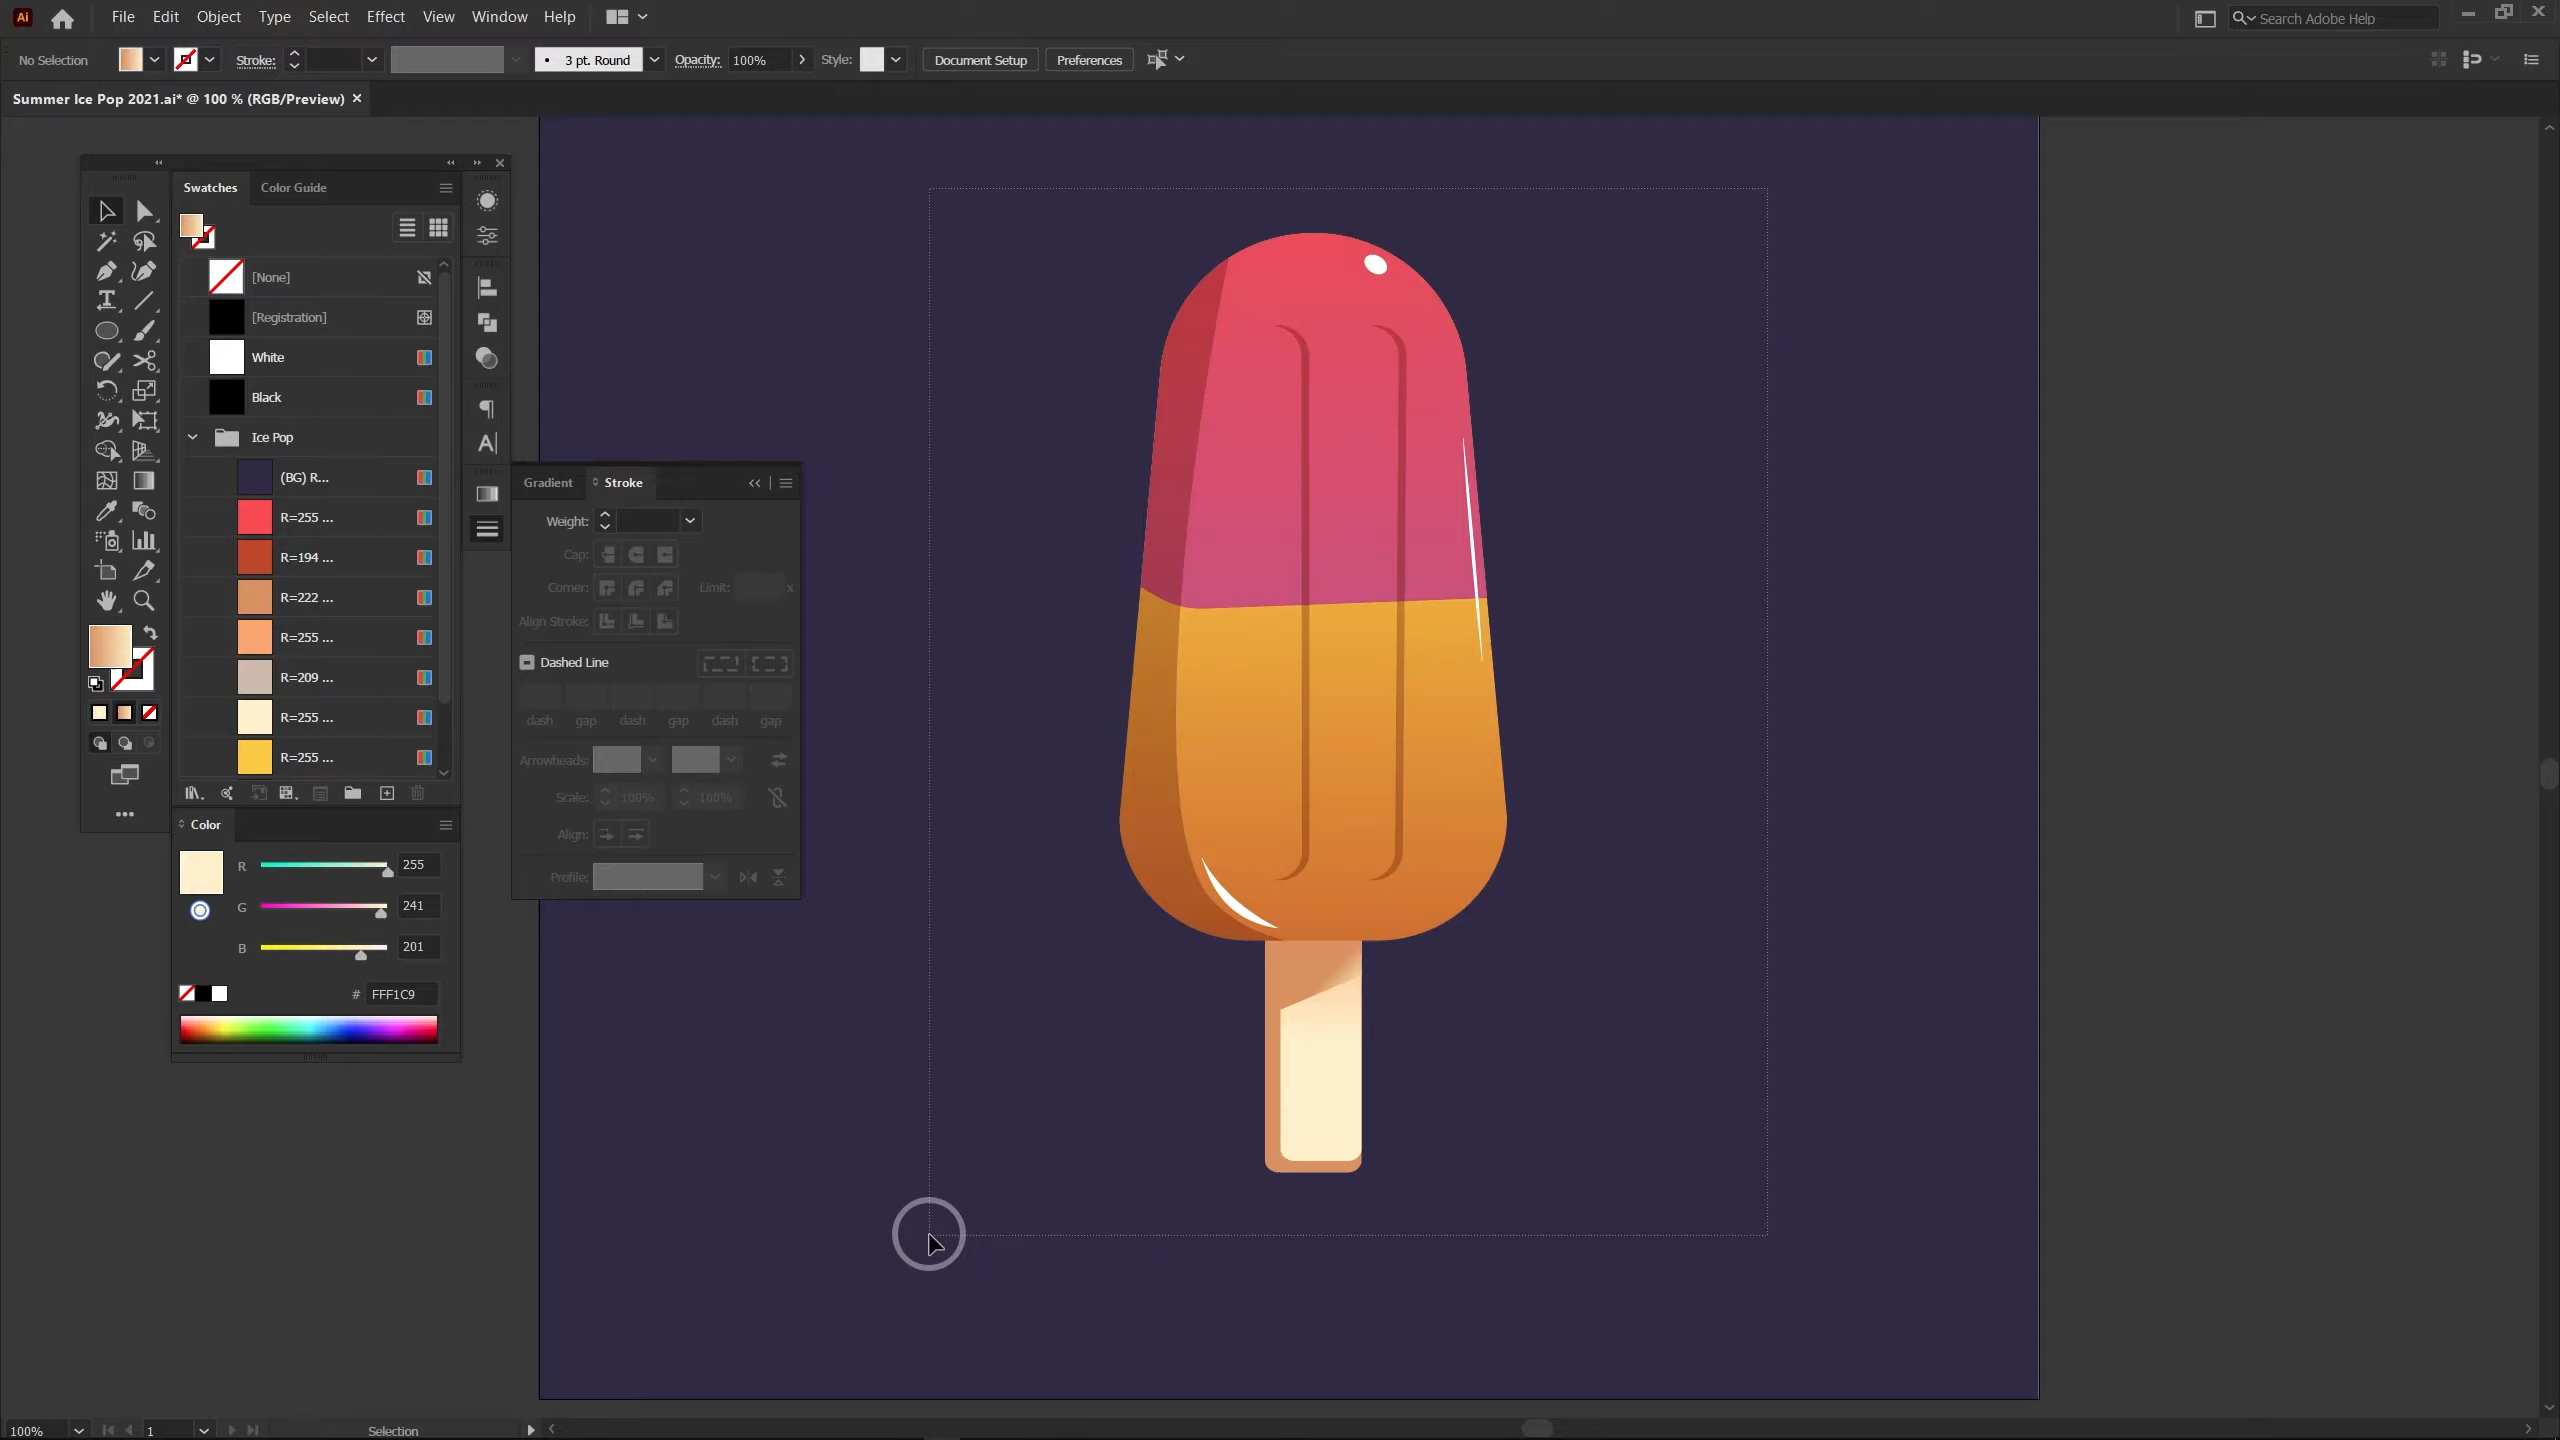 Ai File Edit Object Type Select Effect View Window Help Search Adobe Help
No Selection Stroke: 3 pt. Round Opacity: 100% Style: Document Setup Preferences
Summer Ice Pop 2021.ai* @ 100 % (RGB/Preview)
Swatches Color Guide
[None]
[Registration]
White
Black
Ice Pop
(BG) R...
R=255 ...
R=194 ...
R=222 ...
R=255 ...
R=209 ...
R=255 ...
R=255 ...
Gradient Stroke
Weight:
Cap:
Corner: Limit: x
Align Stroke:
Dashed Line
dash gap dash gap dash gap
Arrowheads:
Scale: 100% 100%
Align:
Profile:
Color
R 255
G 241
B 201
# FFF1C9
100% 1 Selection